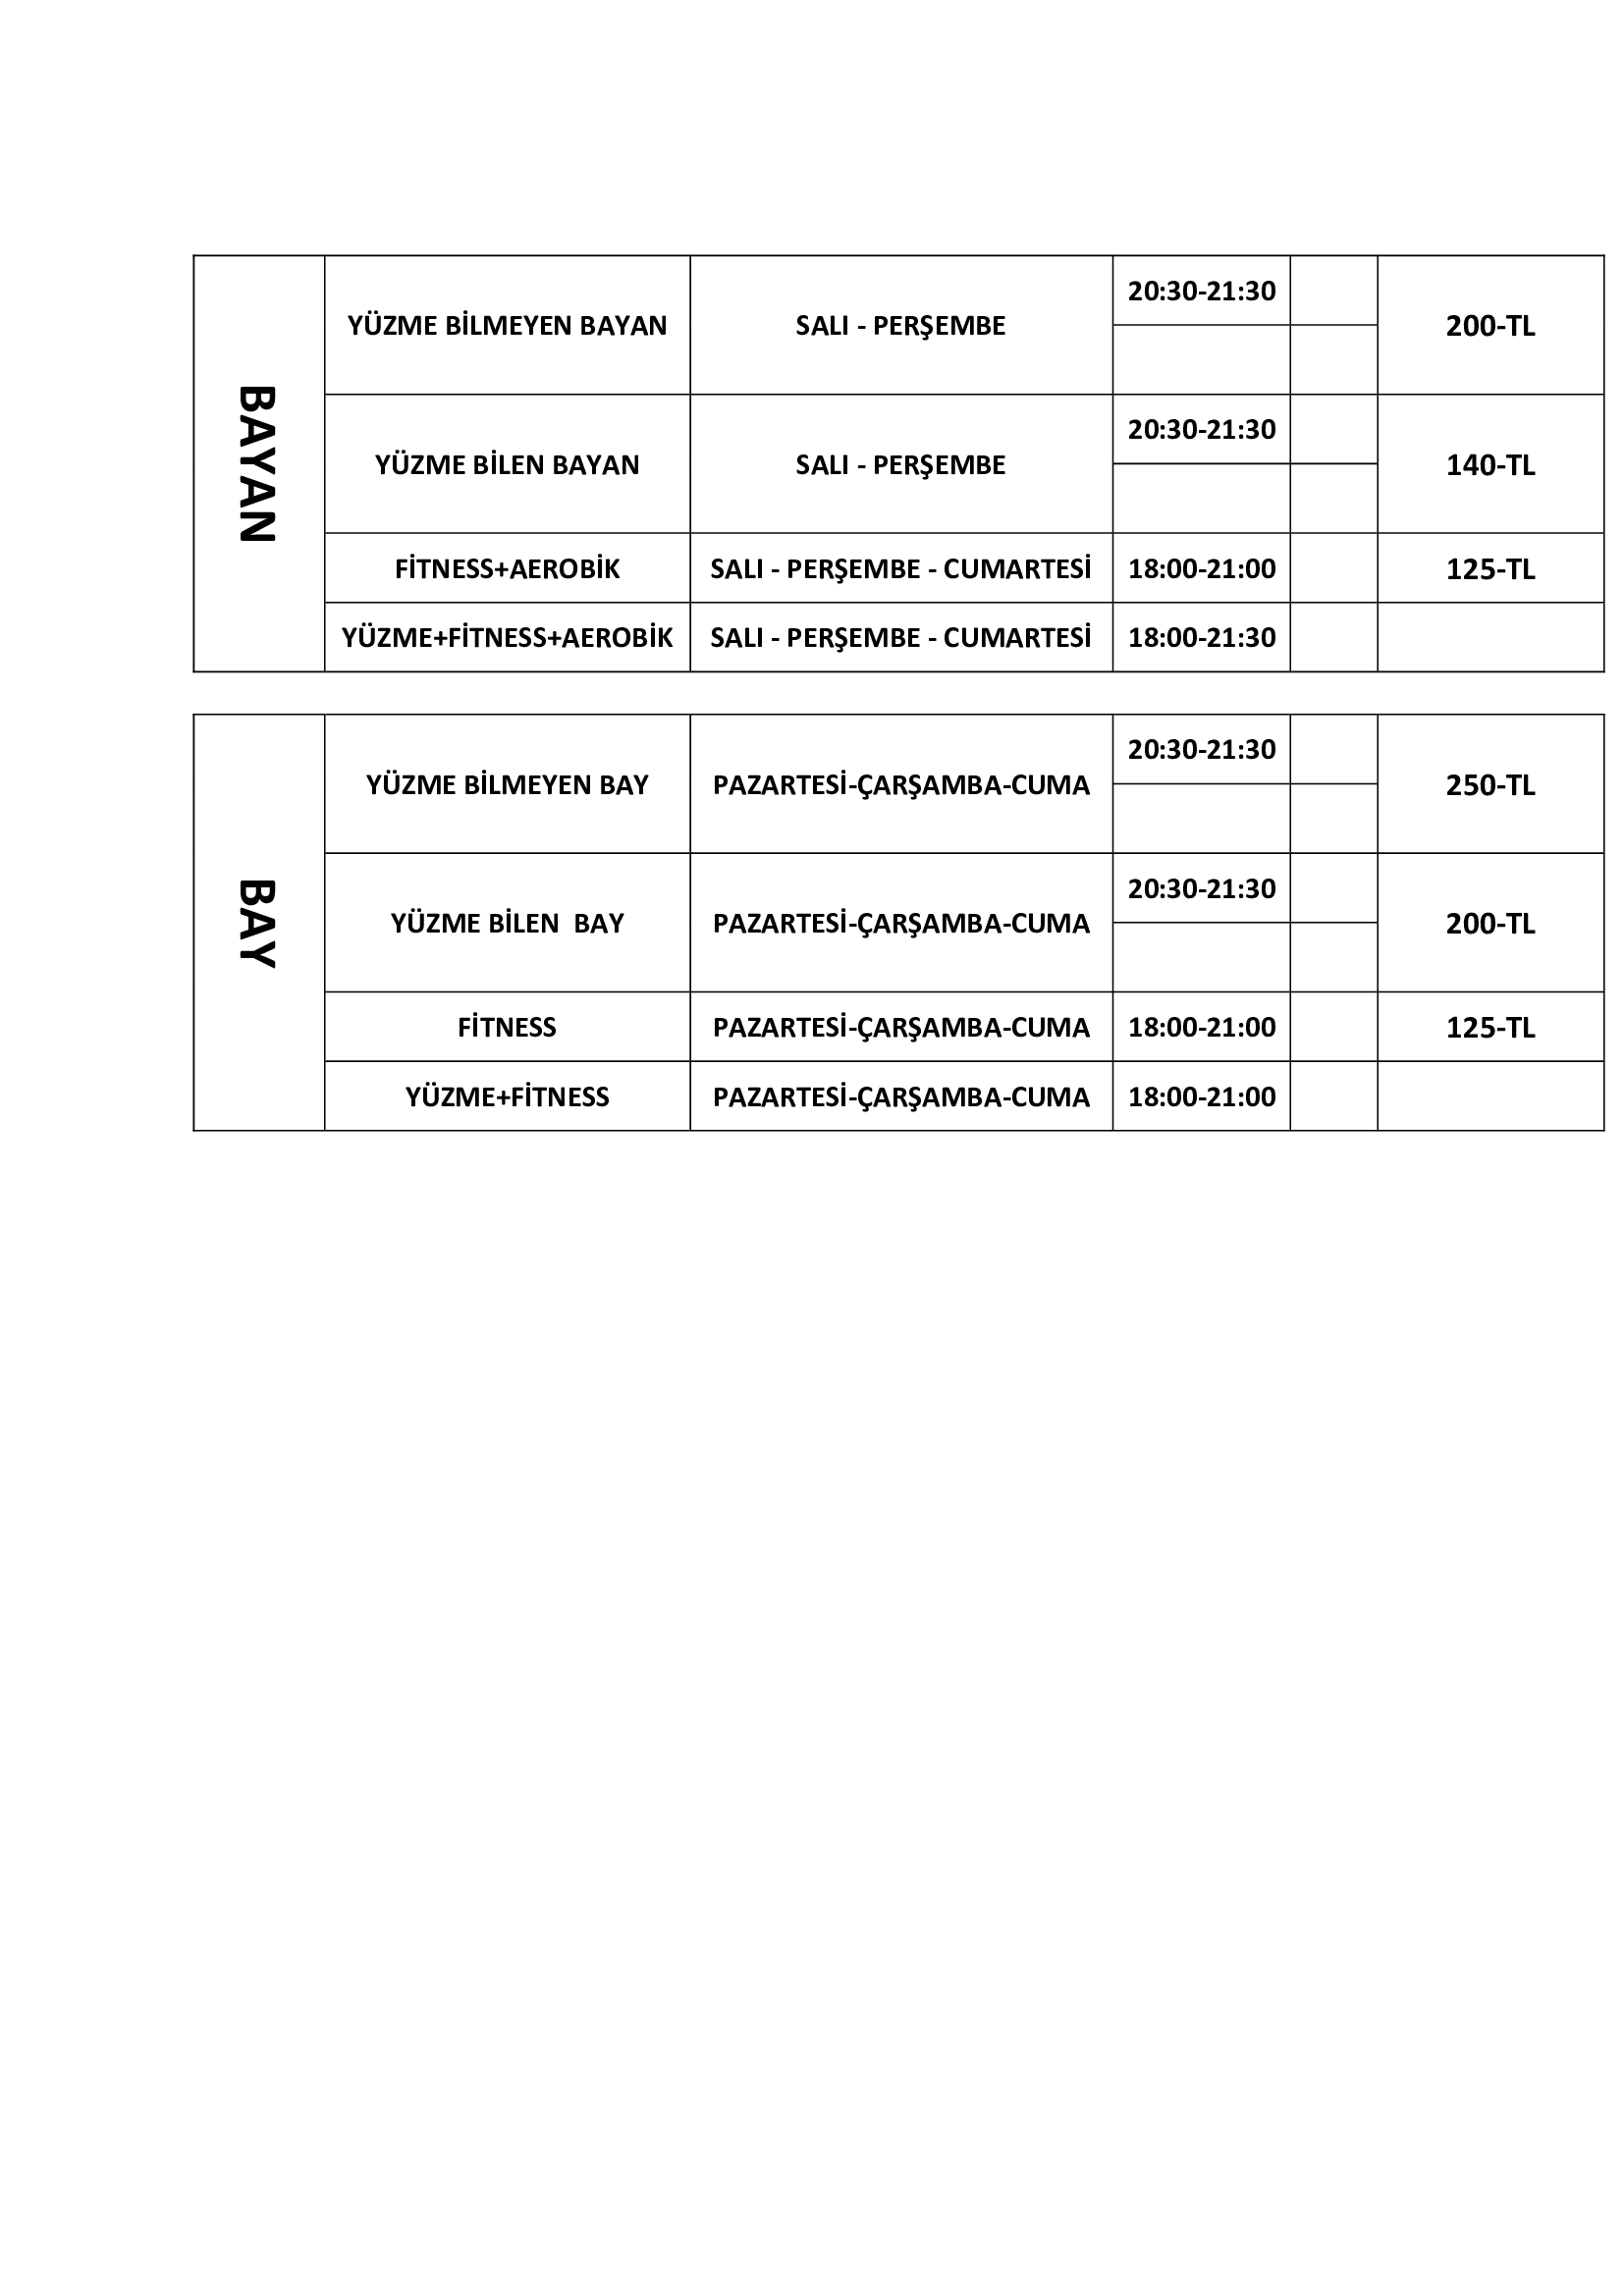 BAYAN
YÜZME BİLMEYEN BAYAN SALI - PERŞEMBE 20:30-21:30 200-TL
YÜZME BİLEN BAYAN SALI - PERŞEMBE 20:30-21:30 140-TL
FİTNESS+AEROBİK SALI - PERŞEMBE - CUMARTESİ 18:00-21:00 125-TL
YÜZME+FİTNESS+AEROBİK SALI - PERŞEMBE - CUMARTESİ 18:00-21:30
BAY
YÜZME BİLMEYEN BAY PAZARTESİ-ÇARŞAMBA-CUMA 20:30-21:30 250-TL
YÜZME BİLEN  BAY PAZARTESİ-ÇARŞAMBA-CUMA 20:30-21:30 200-TL
FİTNESS PAZARTESİ-ÇARŞAMBA-CUMA 18:00-21:00 125-TL
YÜZME+FİTNESS PAZARTESİ-ÇARŞAMBA-CUMA 18:00-21:00